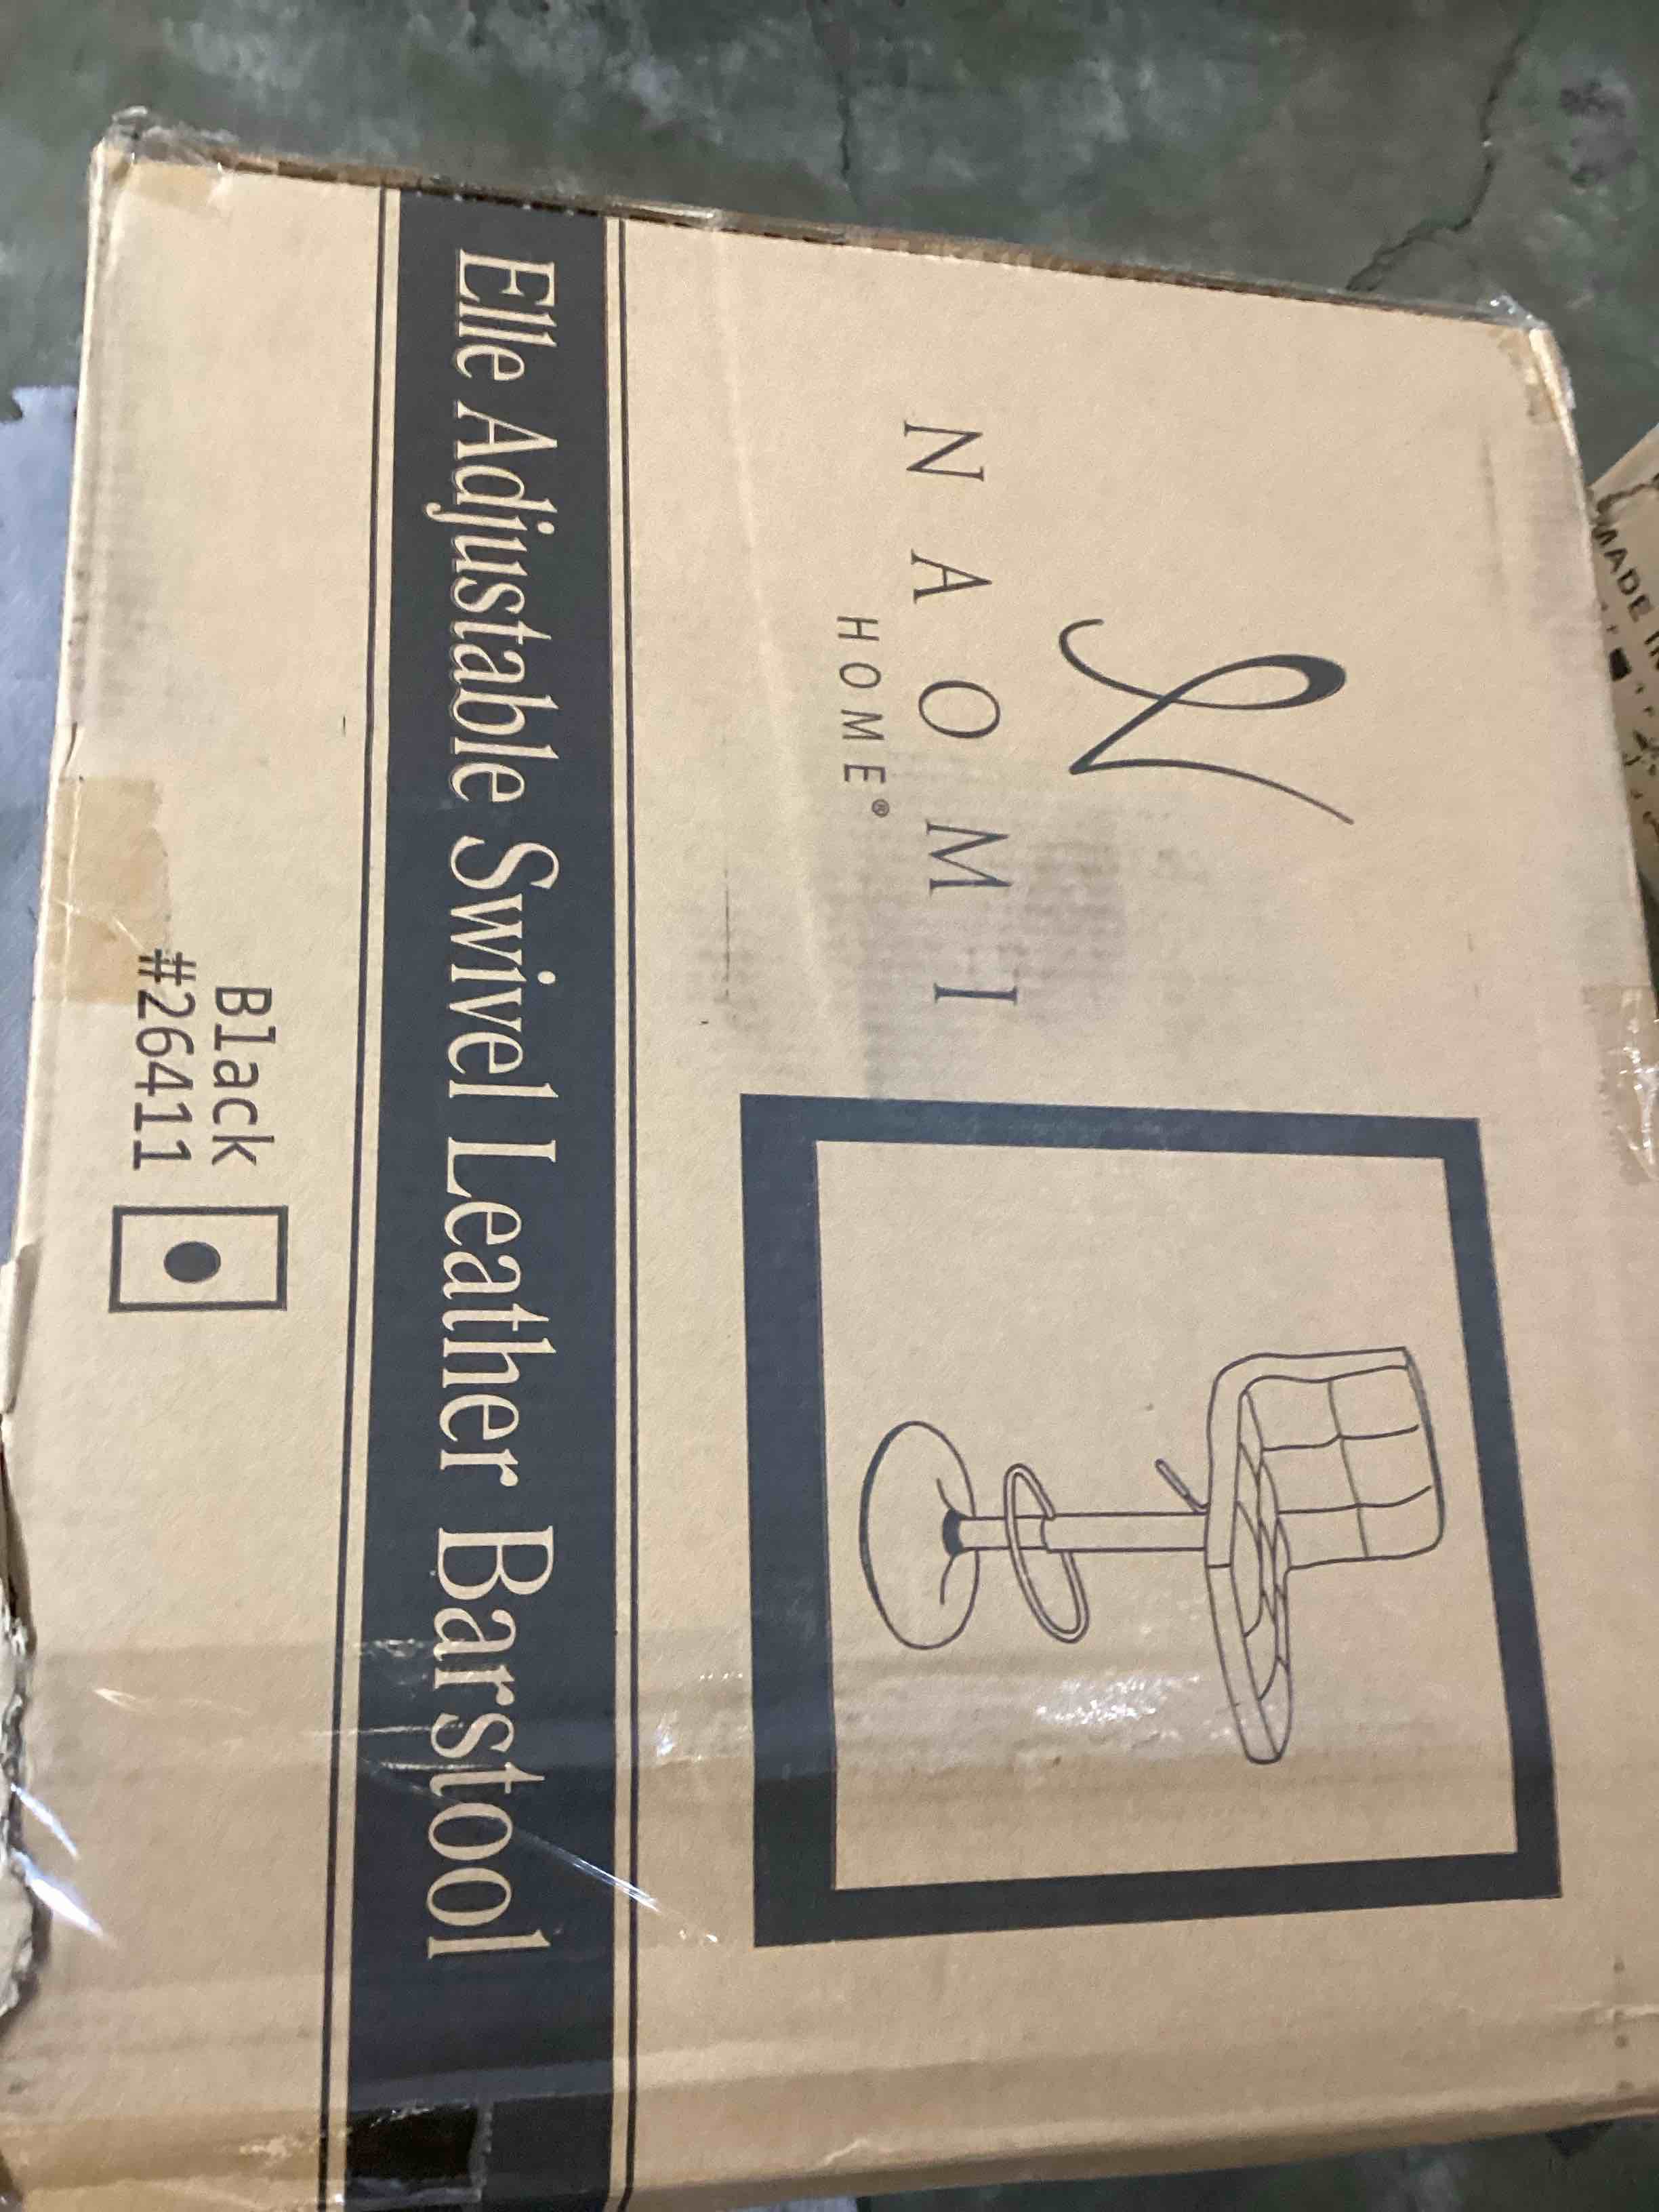 N
NAOMI
HOME®
Elle Adjustable Swivel Leather Barstool
Black
#26411
MADE IN